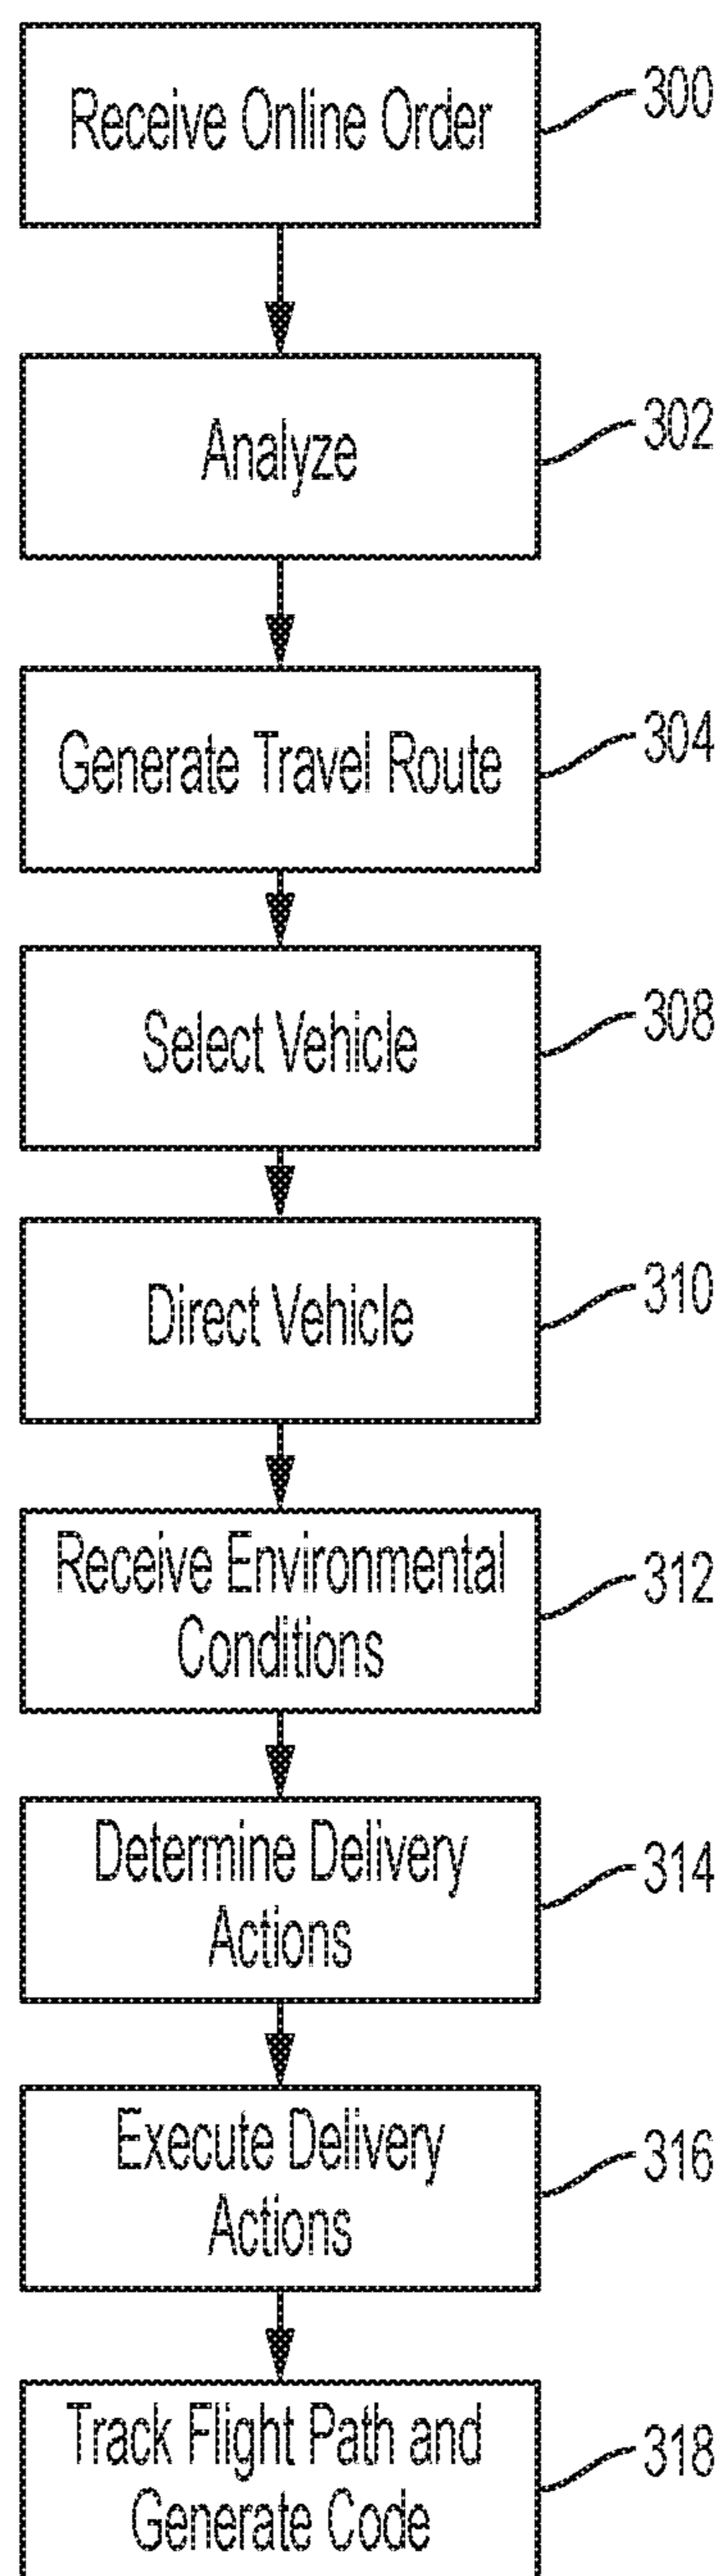 Receive Online Order
300
Analyze
302
Generate Travel Route
304
Select Vehicle
308
Direct Vehicle
310
Receive Environmental
Conditions
312
Determine Delivery
Actions
314
Execute Delivery
Actions
316
Track Flight Path and
Generate Code
318